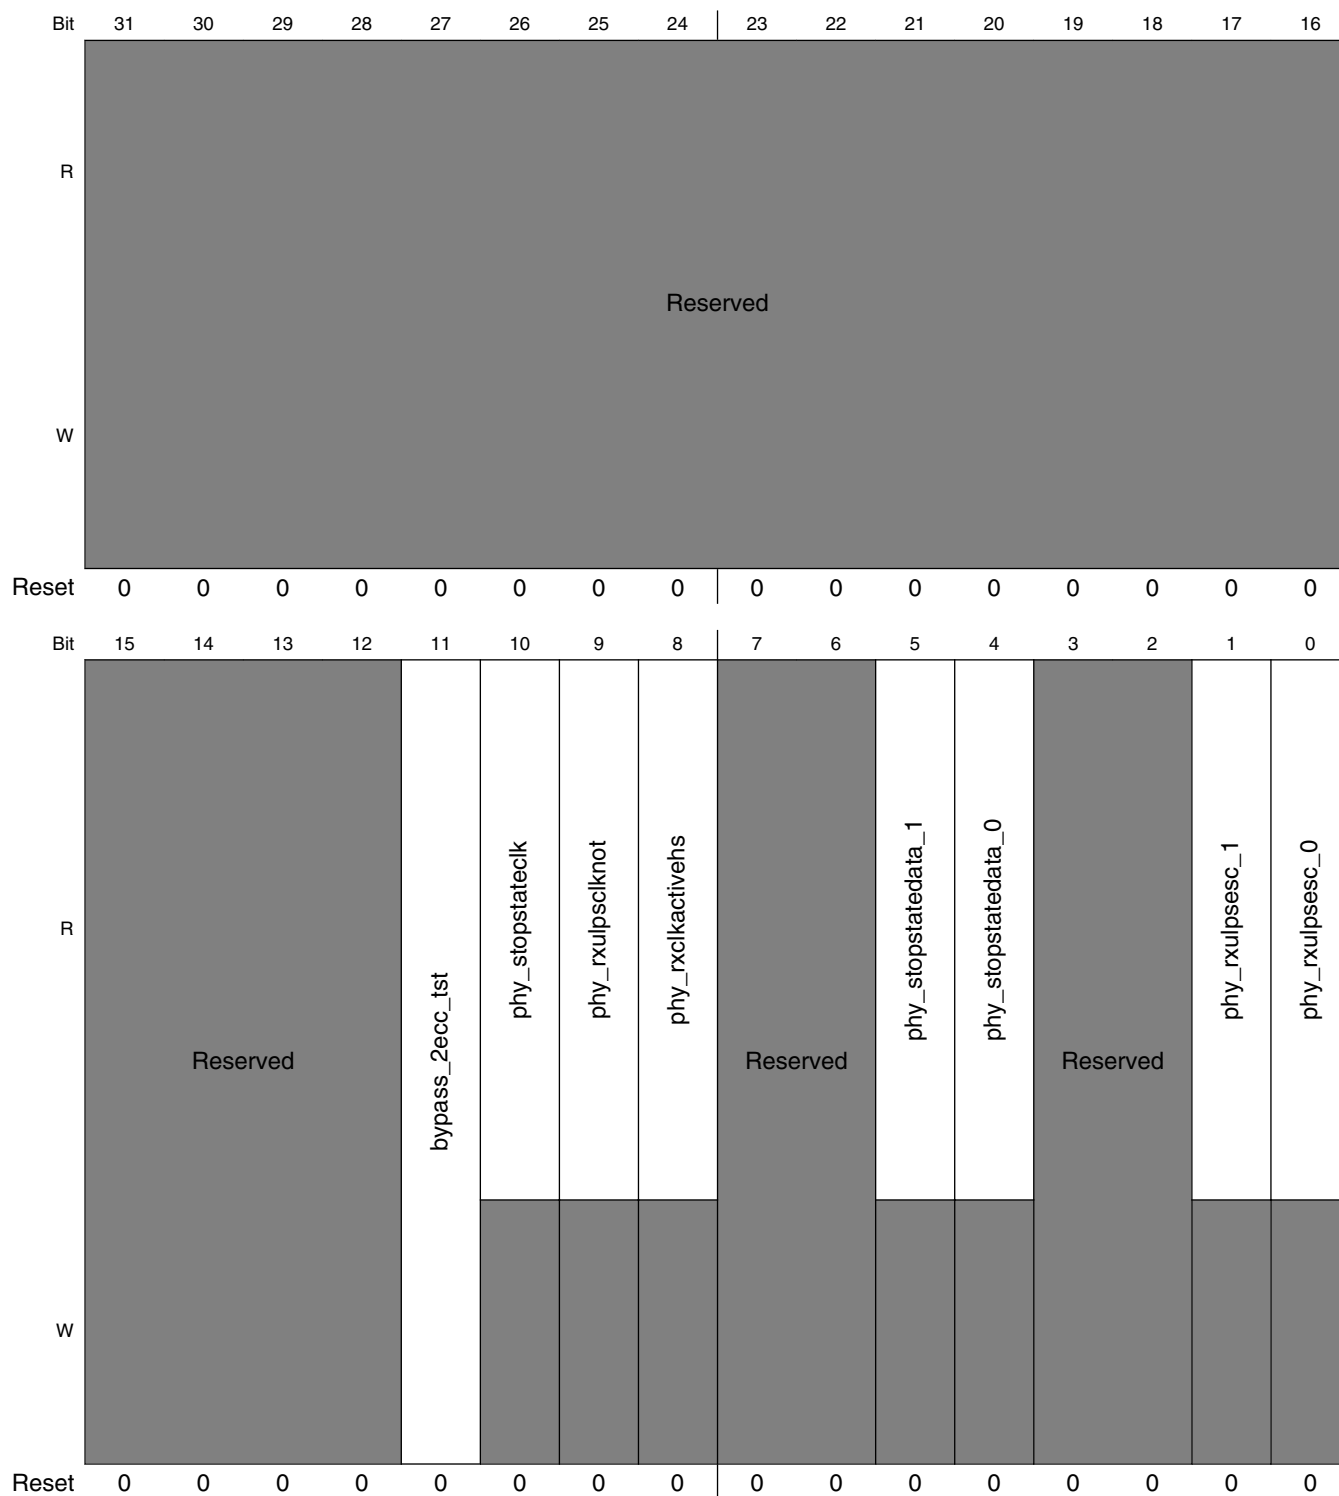 Bit 31 30 29 28 27 26 25 24 23 22 21 20 19 18 17 16
R
Reserved
W
Reset 0 0 0 0 0 0 0 0 0 0 0 0 0 0 0 0
Bit 15 14 13 12 11 10 9 8 7 6 5 4 3 2 1 0
R
Reserved
bypass_2ecc_tst
phy_stopstateclk
phy_rxulpsclknot
phy_rxclkactivehs
Reserved
phy_stopstatedata_1
phy_stopstatedata_0
Reserved
phy_rxulpsesc_1
phy_rxulpsesc_0
W
Reset 0 0 0 0 0 0 0 0 0 0 0 0 0 0 0 0